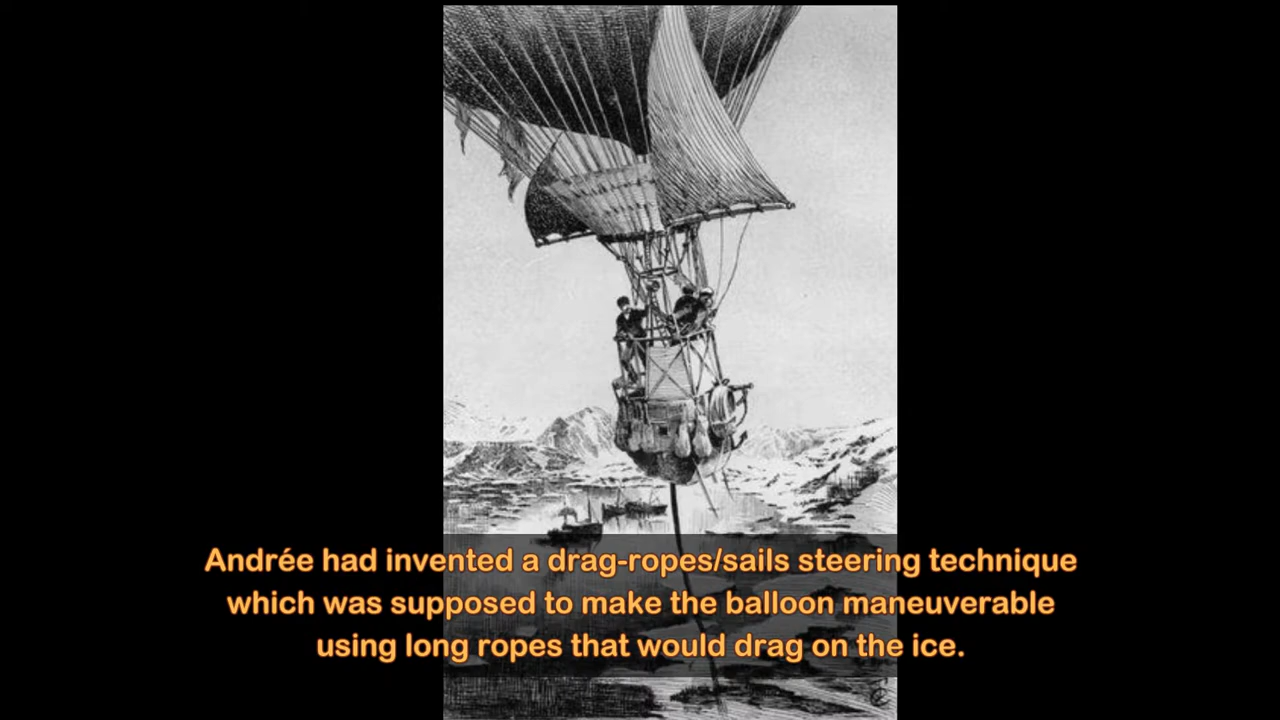 Andrée had invented a drag-ropes/sails steering technique
which was supposed to make the balloon maneuverable
using long ropes that would drag on the ice.